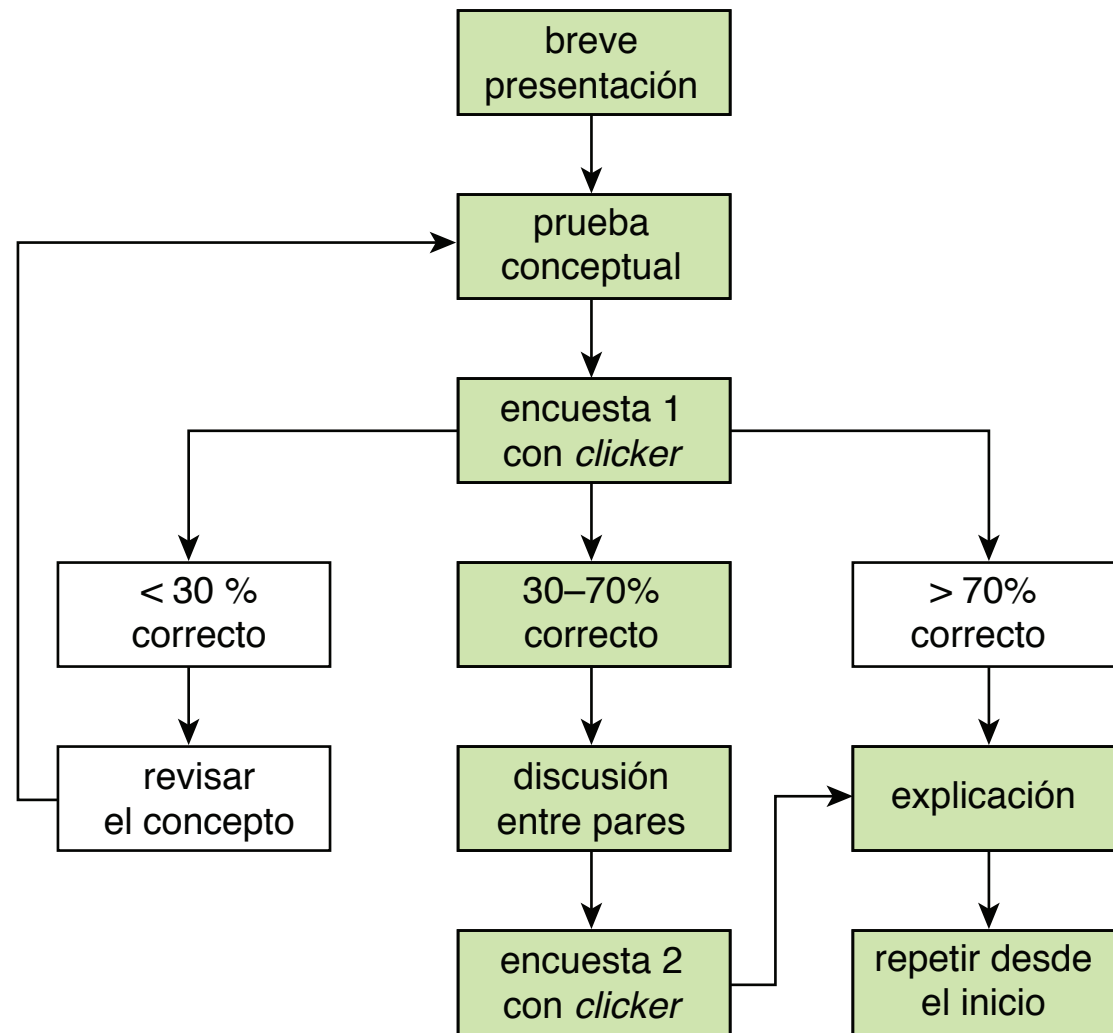 breve
presentación
prueba
conceptual
encuesta 1
con clicker
< 30 %
correcto
30–70%
correcto
> 70%
correcto
revisar
el concepto
discusión
entre pares
explicación
encuesta 2
con clicker
repetir desde
el inicio